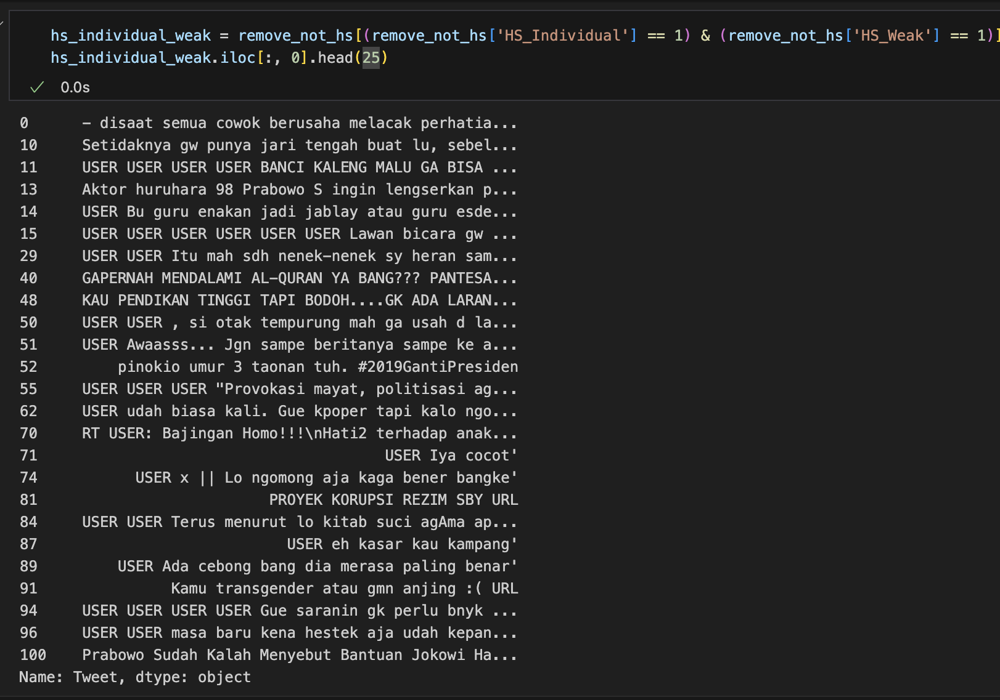 hs_individual_weak = remove_not_hs[(remove_not_hs['HS_Individual'] == 1) & (remove_not_hs['HS_Weak'] == 1)]
hs_individual_weak.iloc[:, 0].head(25)
0.0s
0 - disaat semua cowok berusaha melacak perhatia...
10 Setidaknya gw punya jari tengah buat lu, sebel...
11 USER USER USER USER BANCI KALENG MALU GA BISA ...
13 Aktor huruhara 98 Prabowo S ingin lengserkan p...
14 USER Bu guru enakan jadi jablay atau guru esde...
15 USER USER USER USER USER USER Lawan bicara gw ...
29 USER USER Itu mah sdh nenek-nenek sy heran sam...
40 GAPERNAH MENDALAMI AL-QURAN YA BANG??? PANTESA...
48 KAU PENDIKAN TINGGI TAPI BODOH....GK ADA LARAN...
50 USER USER , si otak tempurung mah ga usah d la...
51 USER Awaasss... Jgn sampe beritanya sampe ke a...
52 pinokio umur 3 taonan tuh. #2019GantiPresiden
55 USER USER USER "Provokasi mayat, politisasi ag...
62 USER udah biasa kali. Gue kpoper tapi kalo ngo...
70 RT USER: Bajingan Homo!!!\nHati2 terhadap anak...
71 USER Iya cocot'
74 USER x || Lo ngomong aja kaga bener bangke'
81 PROYEK KORUPSI REZIM SBY URL
84 USER USER Terus menurut lo kitab suci agAma ap...
87 USER eh kasar kau kampang'
89 USER Ada cebong bang dia merasa paling benar'
91 Kamu transgender atau gmn anjing :( URL
94 USER USER USER USER Gue saranin gk perlu bnyk ...
96 USER USER masa baru kena hestek aja udah kepan...
100 Prabowo Sudah Kalah Menyebut Bantuan Jokowi Ha...
Name: Tweet, dtype: object